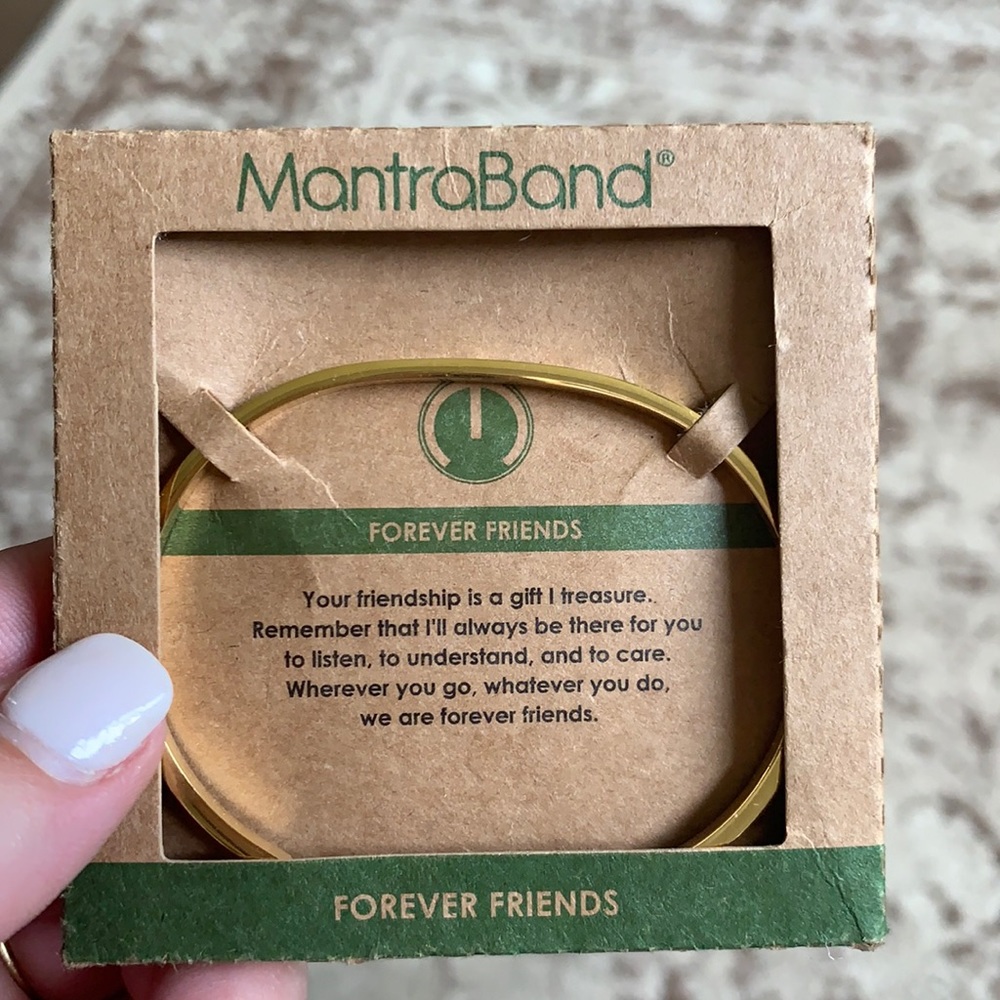 MantraBand®
FOREVER FRIENDS
Your friendship is a gift I treasure.
Remember that I'll always be there for you
to listen, to understand, and to care.
Wherever you go, whatever you do,
we are forever friends.
FOREVER FRIENDS